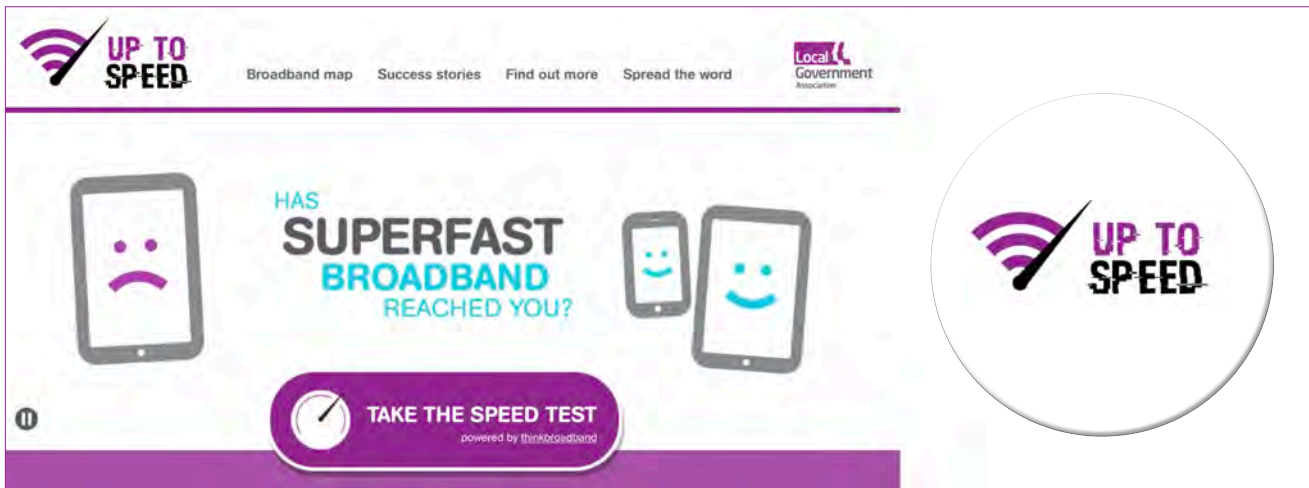 UP TO
SPEED
Broadband map Success stories Find out more Spread the word
Local
Government
Association
HAS
SUPERFAST
BROADBAND
REACHED YOU?
TAKE THE SPEED TEST
powered by thinkbroadband
UP TO
SPEED